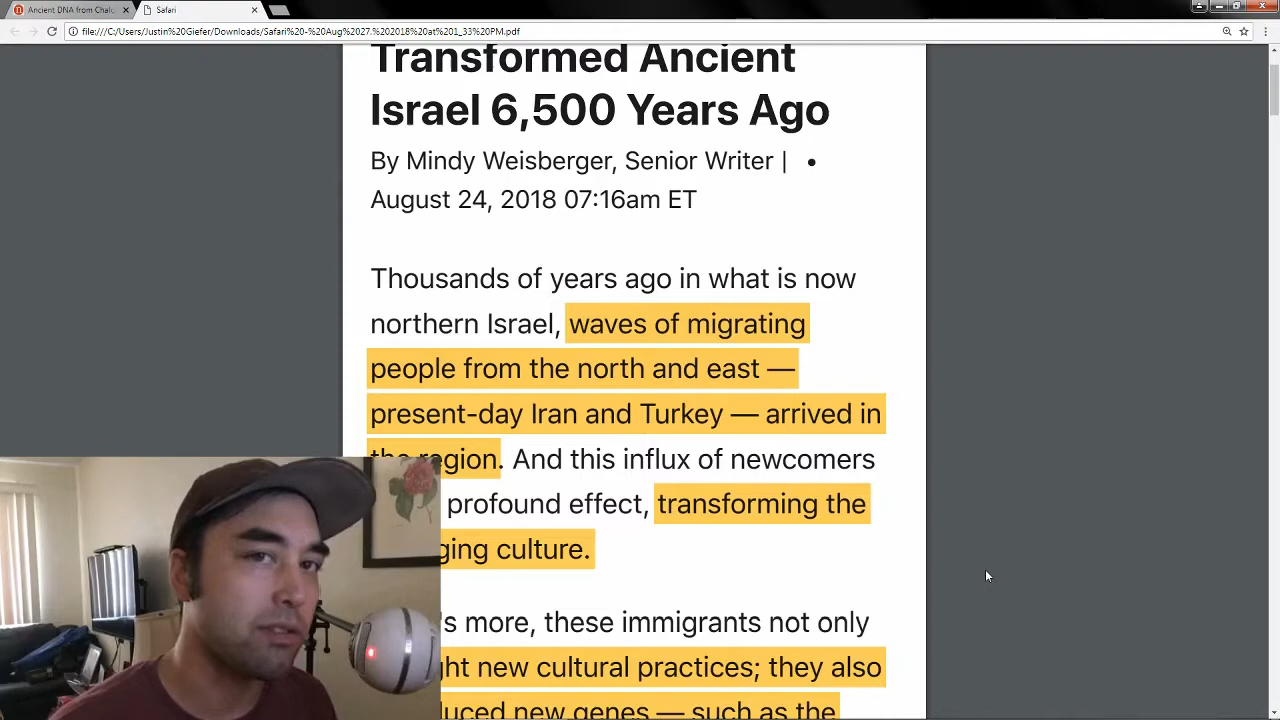 Ancient DNA from Chalc
Safari
file:///C:/Users/Justin%20Giefer/Downloads/Safari%20-%20Aug%2027,%202018%20at%201_33%20PM.pdf
Transformed Ancient
Israel 6,500 Years Ago
By Mindy Weisberger, Senior Writer | •
August 24, 2018 07:16am ET
Thousands of years ago in what is now
northern Israel, waves of migrating
people from the north and east —
present-day Iran and Turkey — arrived in
the region. And this influx of newcomers
profound effect, transforming the
ging culture.
's more, these immigrants not only
ght new cultural practices; they also
duced new genes — such as the